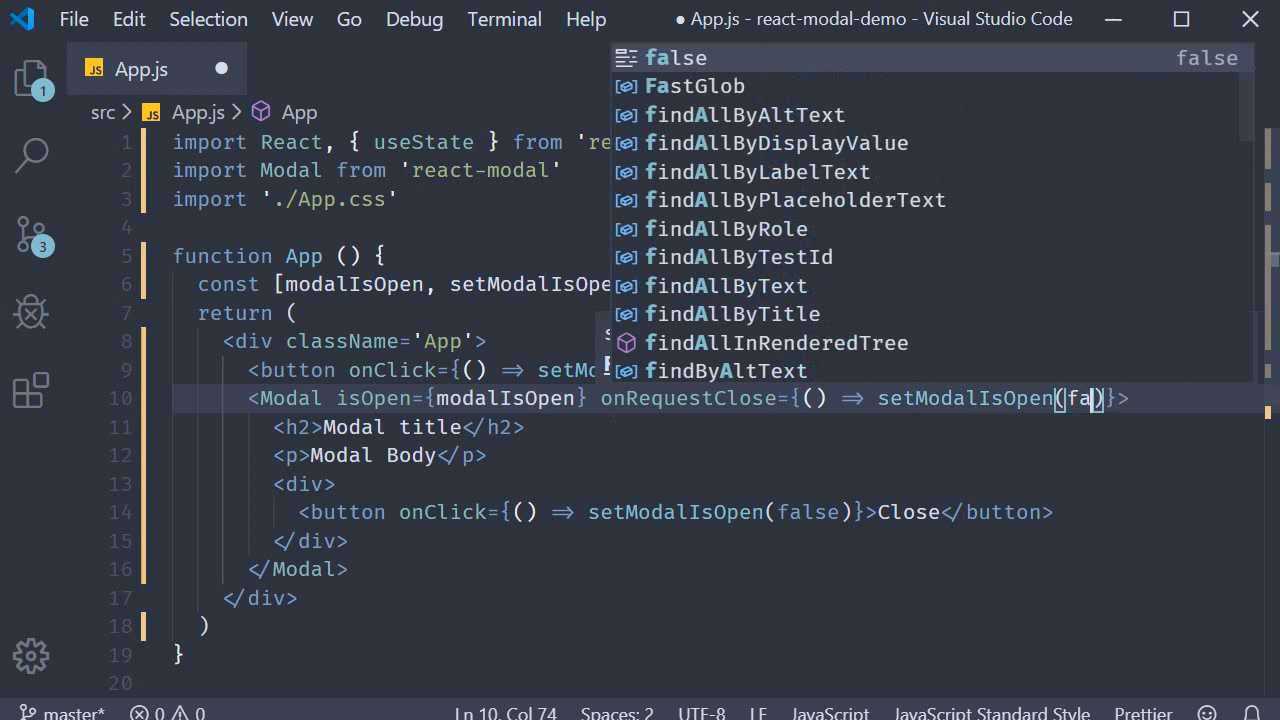 File Edit Selection View Go Debug Terminal Help ● App.js - react-modal-demo - Visual Studio Code
JS App.js
1
3
src > JS App.js > App
1 import React, { useState } from 're
2 import Modal from 'react-modal'
3 import './App.css'
4
5 function App () {
6 const [modalIsOpen, setModalIsOpe
7 return (
8 <div className='App'>
9 <button onClick={() => setMo
10 <Modal isOpen={modalIsOpen} onRequestClose={() => setModalIsOpen(fa)}>
11 <h2>Modal title</h2>
12 <p>Modal Body</p>
13 <div>
14 <button onClick={() => setModalIsOpen(false)}>Close</button>
15 </div>
16 </Modal>
17 </div>
18 )
19 }
20
false false
FastGlob
findAllByAltText
findAllByDisplayValue
findAllByLabelText
findAllByPlaceholderText
findAllByRole
findAllByTestId
findAllByText
findAllByTitle
findAllInRenderedTree
findByAltText
master* 0 0 Ln 10, Col 74 Spaces: 2 UTF-8 LF JavaScript JavaScript Standard Style Prettier